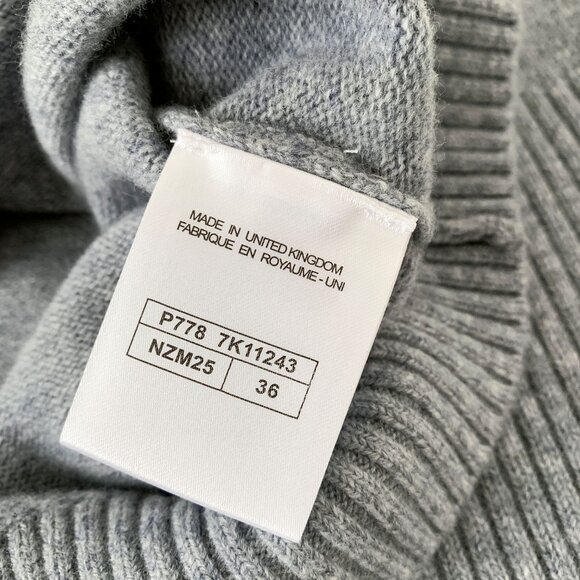 MADE IN UNITED KINGDOM
FABRIQUE EN ROYAUME-UNI
P778 7K11243
NZM25 36